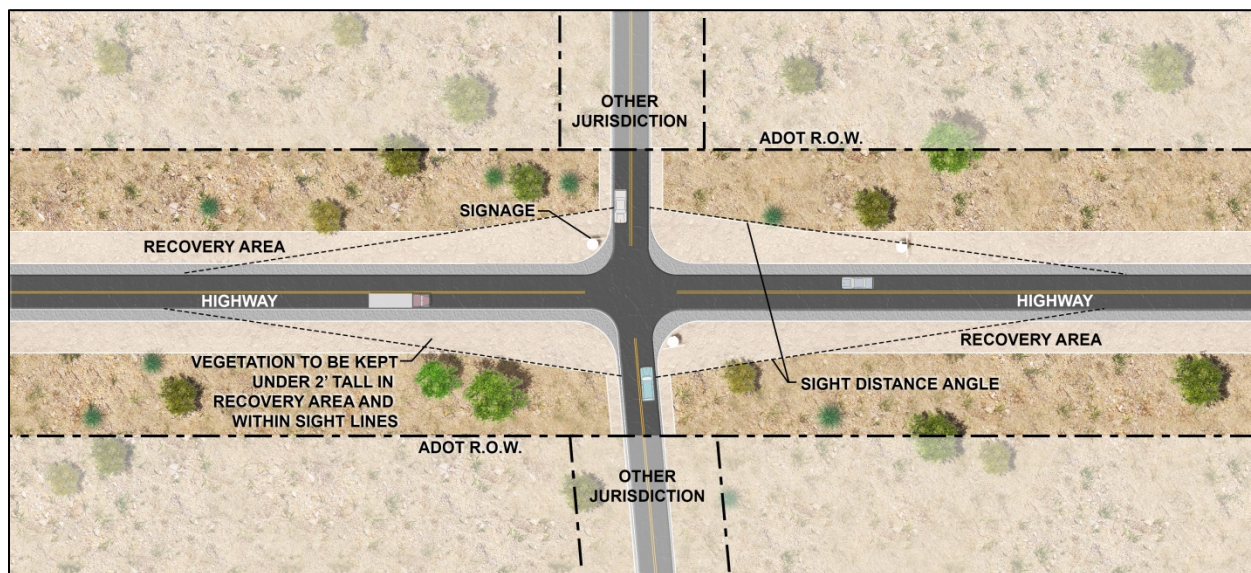 OTHER
JURISDICTION
ADOT R.O.W.
SIGNAGE
RECOVERY AREA
HIGHWAY
HIGHWAY
RECOVERY AREA
VEGETATION TO BE KEPT
UNDER 2' TALL IN
RECOVERY AREA AND
WITHIN SIGHT LINES
SIGHT DISTANCE ANGLE
ADOT R.O.W.
OTHER
JURISDICTION